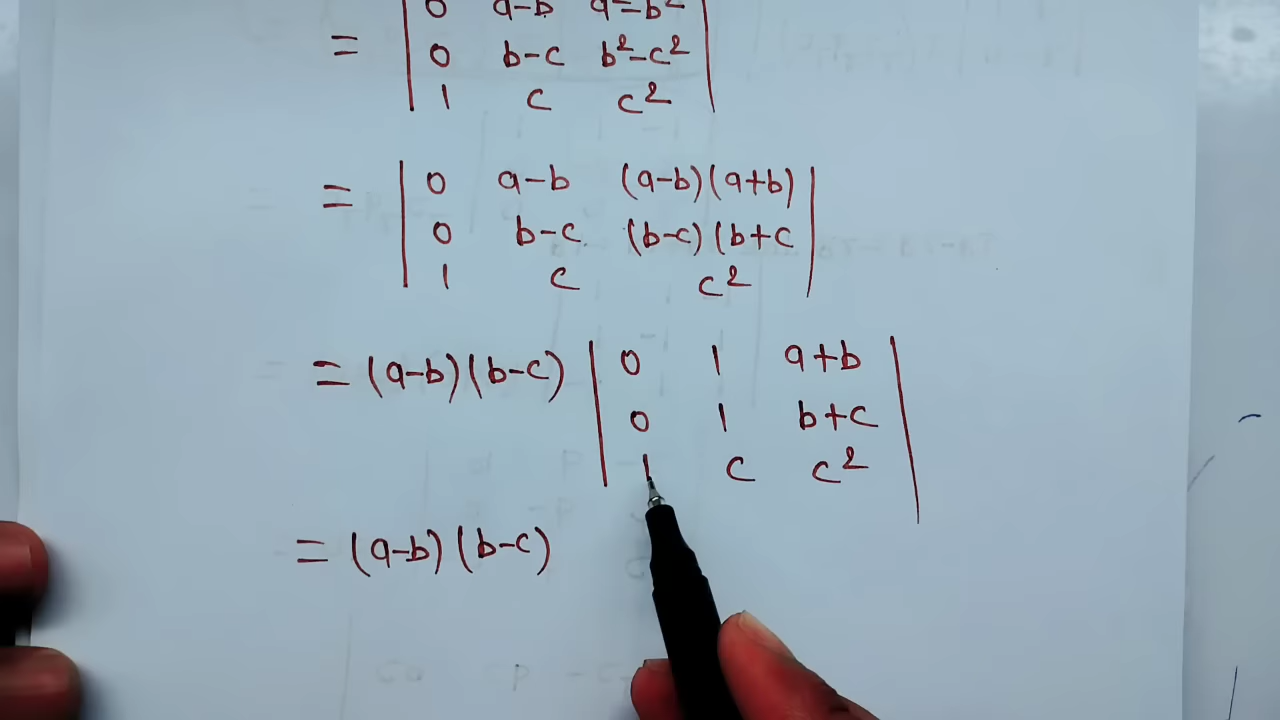 0 a-b a²-b²
= 0 b-c b²-c²
1 c c²
= 0 a-b (a-b)(a+b)
0 b-c (b-c)(b+c
1 c c²
= (a-b)(b-c) 0 1 a+b
0 1 b+c
1 c c²
= (a-b)(b-c)